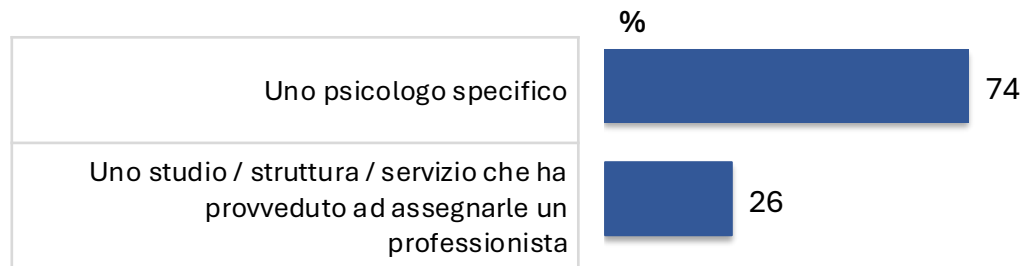 %
Uno psicologo specifico
74
Uno studio / struttura / servizio che ha
provveduto ad assegnarle un
professionista
26